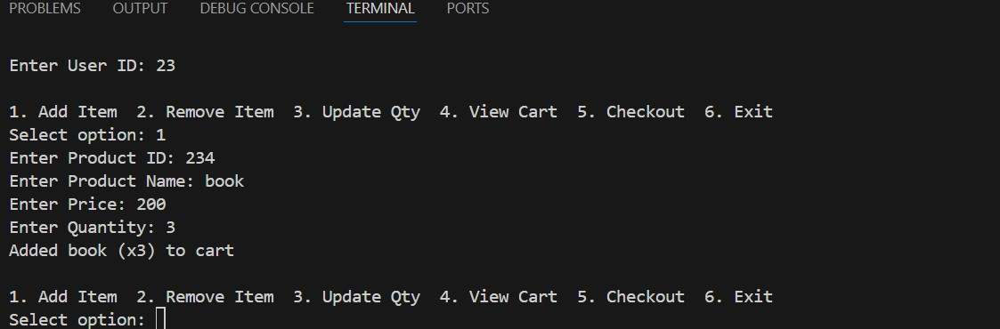 PROBLEMS OUTPUT DEBUG CONSOLE TERMINAL PORTS
Enter User ID: 23
1. Add Item  2. Remove Item  3. Update Qty  4. View Cart  5. Checkout  6. Exit
Select option: 1
Enter Product ID: 234
Enter Product Name: book
Enter Price: 200
Enter Quantity: 3
Added book (x3) to cart
1. Add Item  2. Remove Item  3. Update Qty  4. View Cart  5. Checkout  6. Exit
Select option: